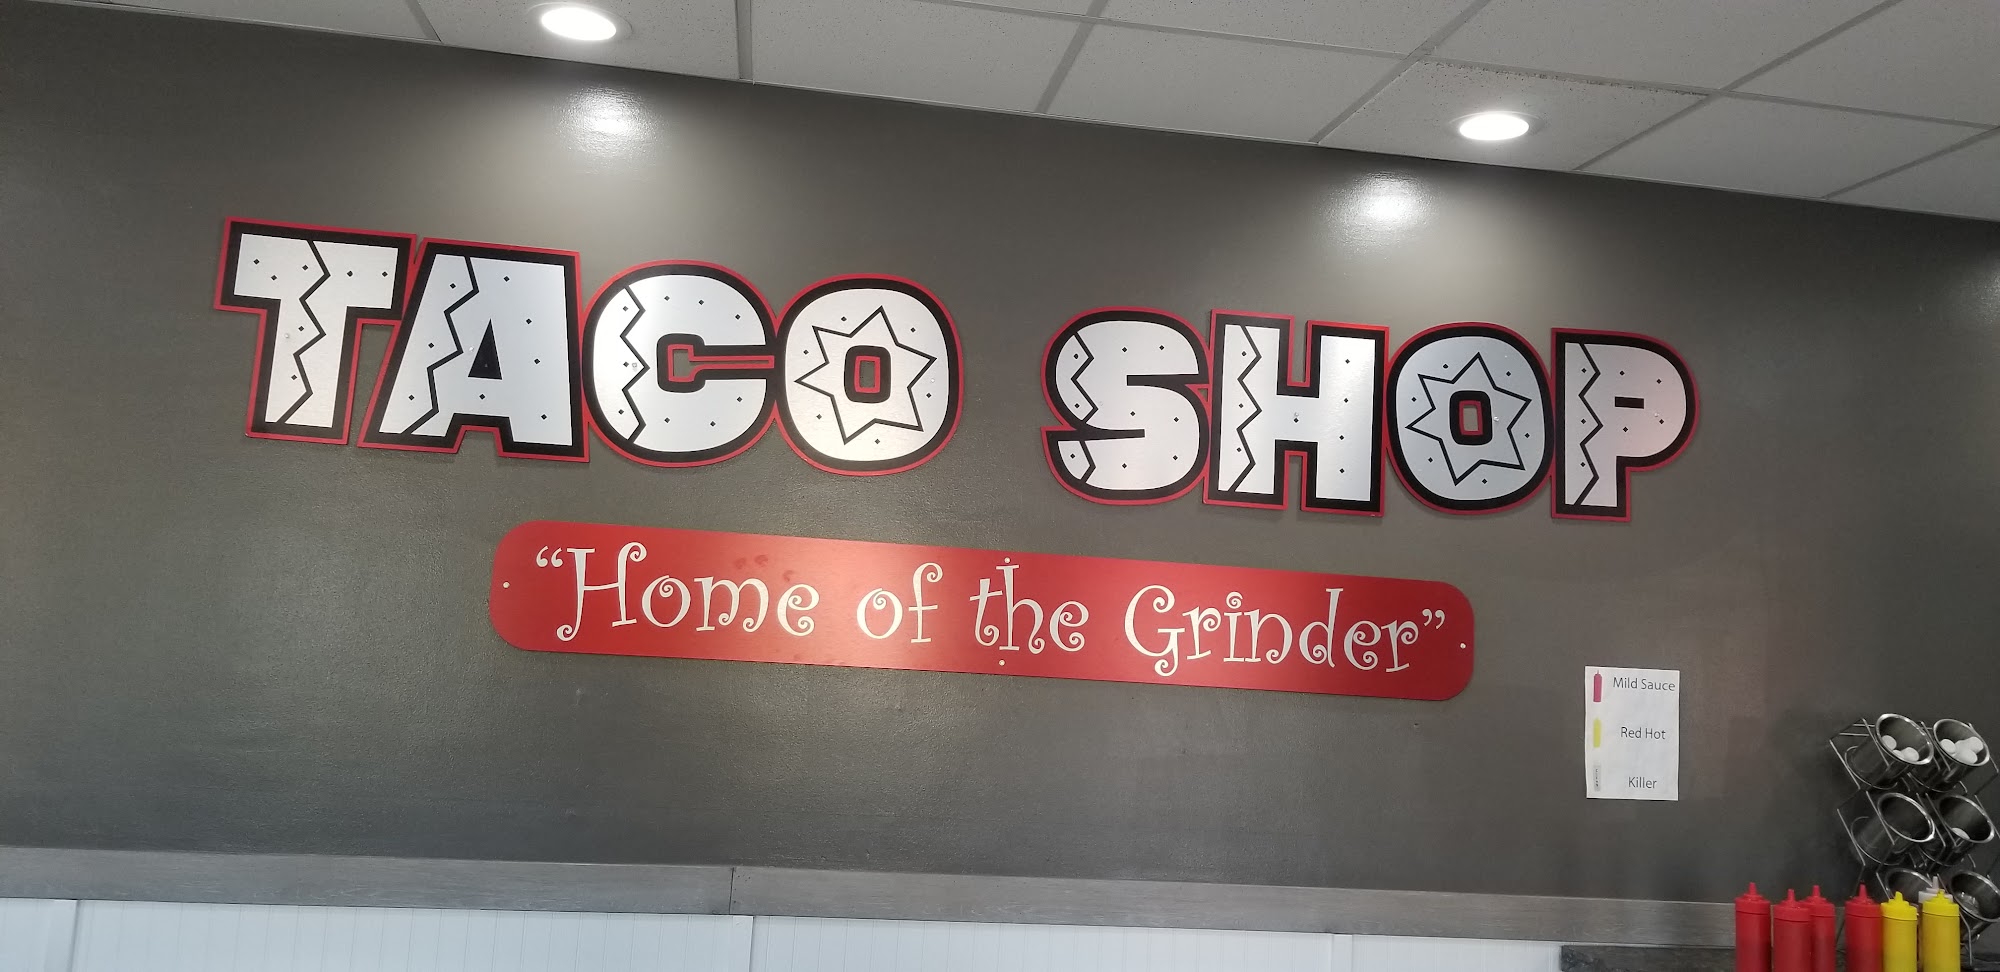 TACO SHOP
“Home of the Grinder”
Mild Sauce
Red Hot
Killer